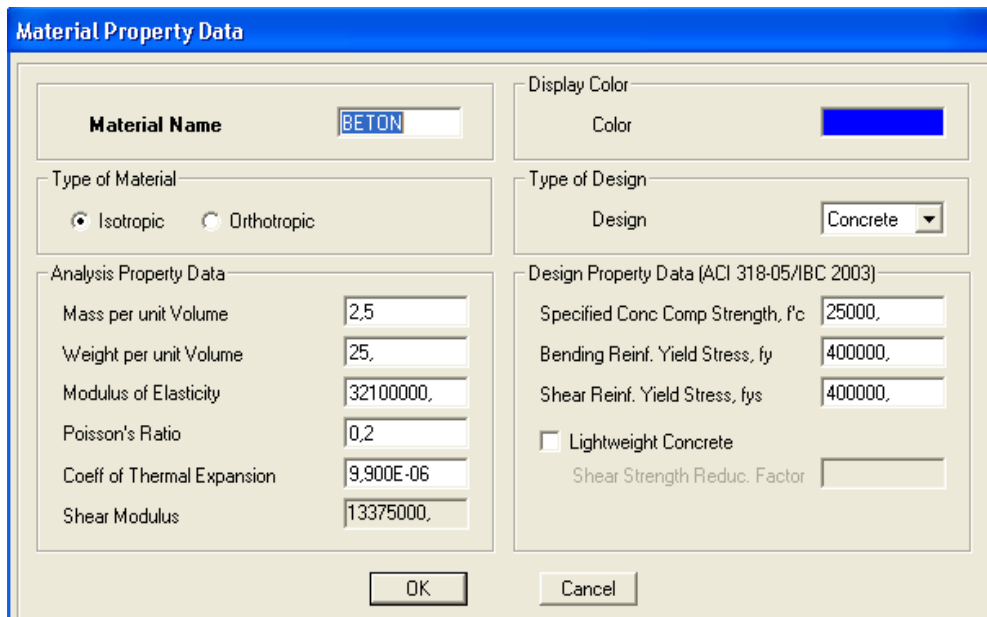 Material Property Data
Material Name
BETON
Display Color
Color
Type of Material
Isotropic Orthotropic
Type of Design
Design Concrete
Analysis Property Data
Mass per unit Volume 2,5
Weight per unit Volume 25,
Modulus of Elasticity 32100000,
Poisson's Ratio 0,2
Coeff of Thermal Expansion 9,900E-06
Shear Modulus 13375000,
Design Property Data (ACI 318-05/IBC 2003)
Specified Conc Comp Strength, f'c 25000,
Bending Reinf. Yield Stress, fy 400000,
Shear Reinf. Yield Stress, fys 400000,
Lightweight Concrete
Shear Strength Reduc. Factor
OK Cancel